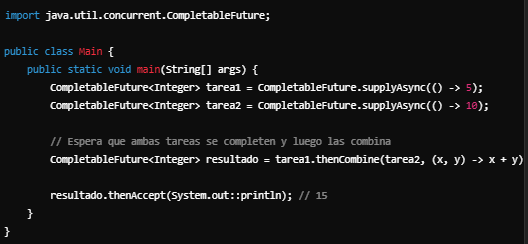 import java.util.concurrent.CompletableFuture;
public class Main {
public static void main(String[] args) {
CompletableFuture<Integer> tarea1 = CompletableFuture.supplyAsync(() -> 5);
CompletableFuture<Integer> tarea2 = CompletableFuture.supplyAsync(() -> 10);
// Espera que ambas tareas se completen y luego las combina
CompletableFuture<Integer> resultado = tarea1.thenCombine(tarea2, (x, y) -> x + y)
resultado.thenAccept(System.out::println); // 15
}
}